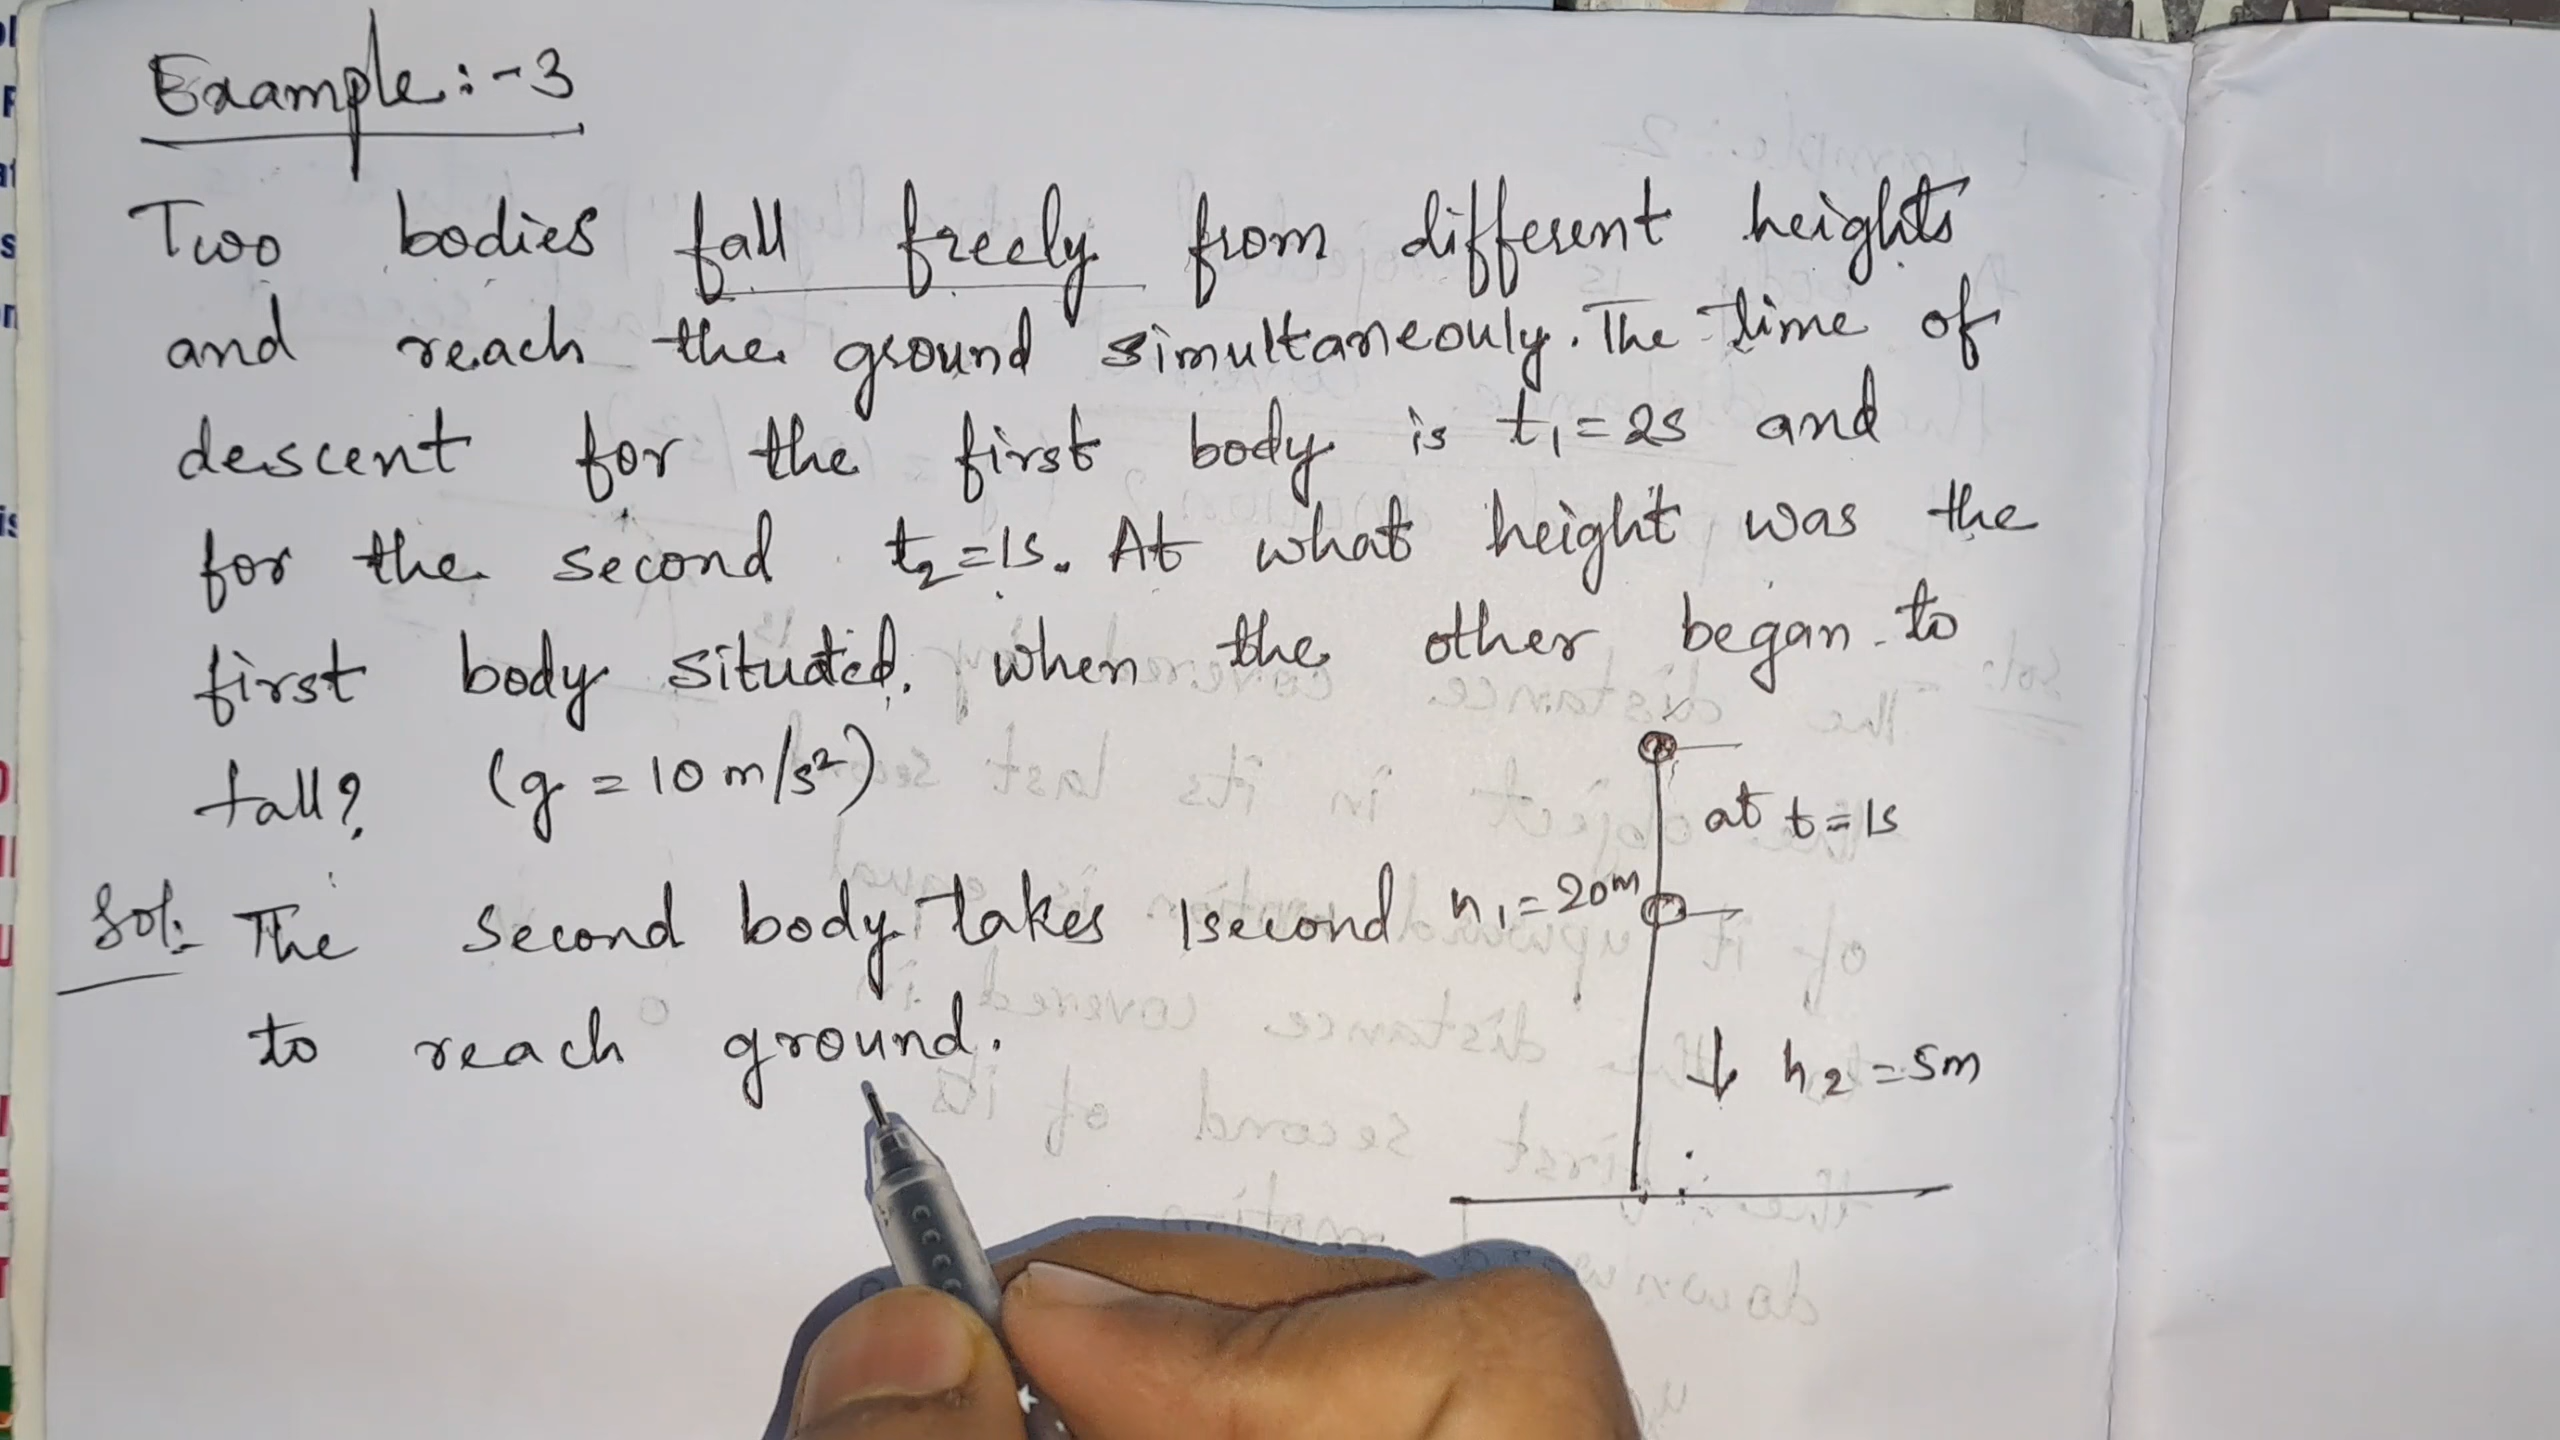 Example:-3
Two bodies fall freely from different heights
and reach the ground simultaneouly. The time of
descent for the first body is t₁=2s and
for the second t₂=1s. At what height was the
first body situated. when the other began to
fall? (g = 10 m/s²)
at t=1s
Sol:- The second body takes 1second h₁=20m
to reach ground.
h₂=5m